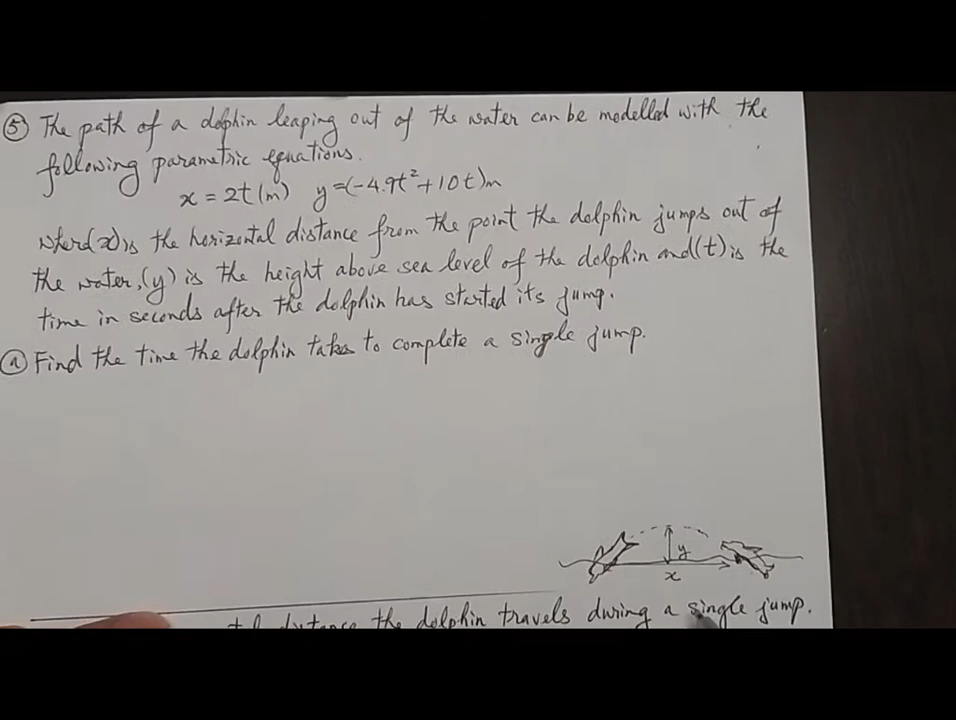 ⑤ The path of a dolphin leaping out of the water can be modelled with the
following parametric equations.
x = 2t (m) y = (-4.9t² + 10t) m
where (x) is the horizontal distance from the point the dolphin jumps out of
the water, (y) is the height above sea level of the dolphin and (t) is the
time in seconds after the dolphin has started its jump.
ⓐ Find the time the dolphin takes to complete a single jump.
y
x
distance the dolphin travels during a single jump.